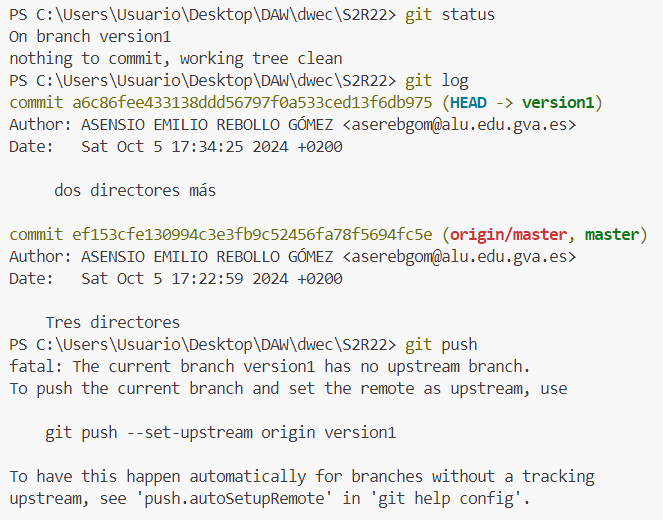 PS C:\Users\Usuario\Desktop\DAW\dwec\S2R22> git status
On branch version1
nothing to commit, working tree clean
PS C:\Users\Usuario\Desktop\DAW\dwec\S2R22> git log
commit a6c86fee433138ddd56797f0a533ced13f6db975 (HEAD -> version1)
Author: ASENSIO EMILIO REBOLLO GÓMEZ <aserebgom@alu.edu.gva.es>
Date:   Sat Oct 5 17:34:25 2024 +0200
dos directores más
commit ef153cfe130994c3e3fb9c52456fa78f5694fc5e (origin/master, master)
Author: ASENSIO EMILIO REBOLLO GÓMEZ <aserebgom@alu.edu.gva.es>
Date:   Sat Oct 5 17:22:59 2024 +0200
Tres directores
PS C:\Users\Usuario\Desktop\DAW\dwec\S2R22> git push
fatal: The current branch version1 has no upstream branch.
To push the current branch and set the remote as upstream, use
git push --set-upstream origin version1
To have this happen automatically for branches without a tracking
upstream, see 'push.autoSetupRemote' in 'git help config'.